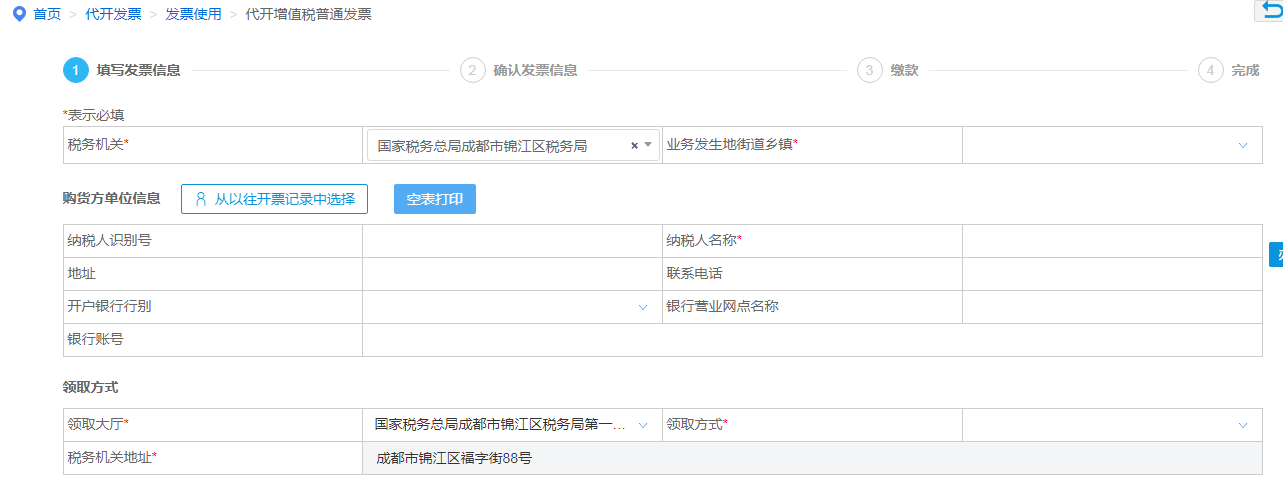 首页 > 代开发票 > 发票使用 > 代开增值税普通发票
1 填写发票信息 2 确认发票信息 3 缴款 4 完成
*表示必填
税务机关* 国家税务总局成都市锦江区税务局 × 业务发生地街道乡镇*
购货方单位信息 从以往开票记录中选择 空表打印
纳税人识别号 纳税人名称*
地址 联系电话
开户银行行别 银行营业网点名称
银行账号
领取方式
领取大厅* 国家税务总局成都市锦江区税务局第一... 领取方式*
税务机关地址* 成都市锦江区福字街88号